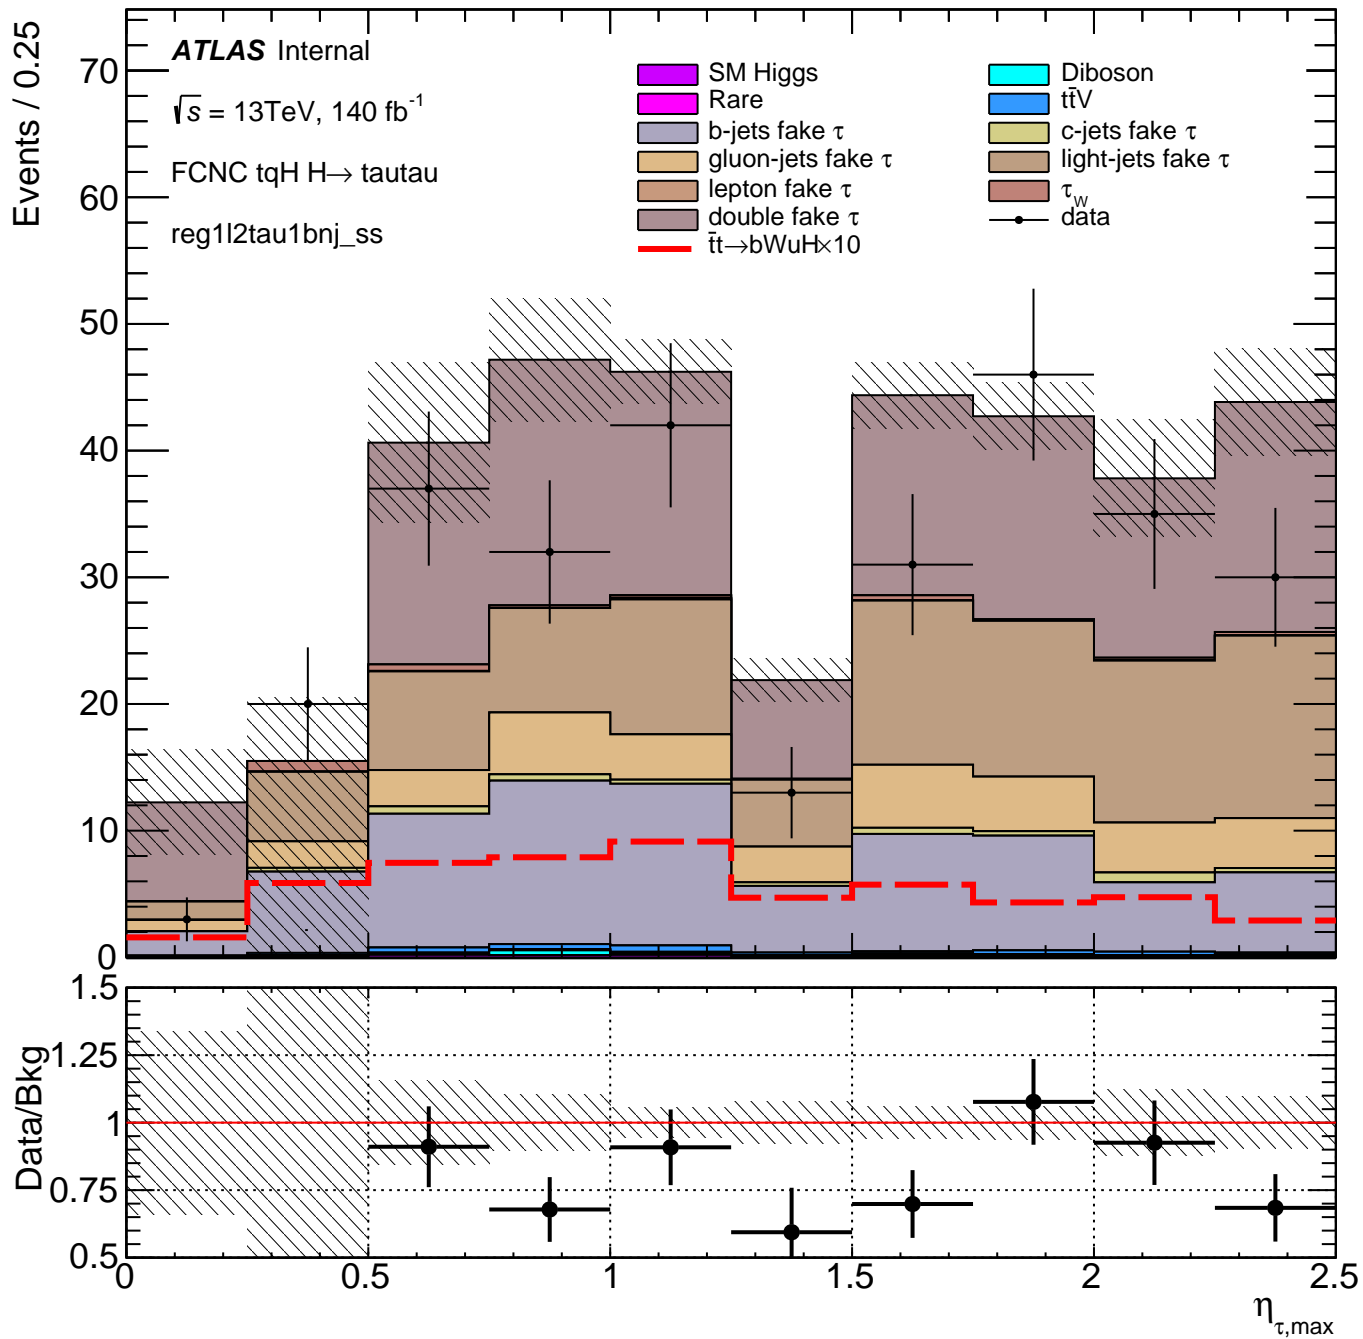 Events / 0.25
70
60
50
40
30
20
10
0
ATLAS Internal
√s = 13TeV, 140 fb⁻¹
FCNC tqH H→ tautau
reg1l2tau1bnj_ss
SM Higgs
Rare
b-jets fake τ
gluon-jets fake τ
lepton fake τ
double fake τ
t̄t→bWuH×10
Diboson
tt̄V
c-jets fake τ
light-jets fake τ
τ_W
data
Data/Bkg
1.5
1.25
1
0.75
0.5
0 0.5 1 1.5 2 2.5
η_τ,max